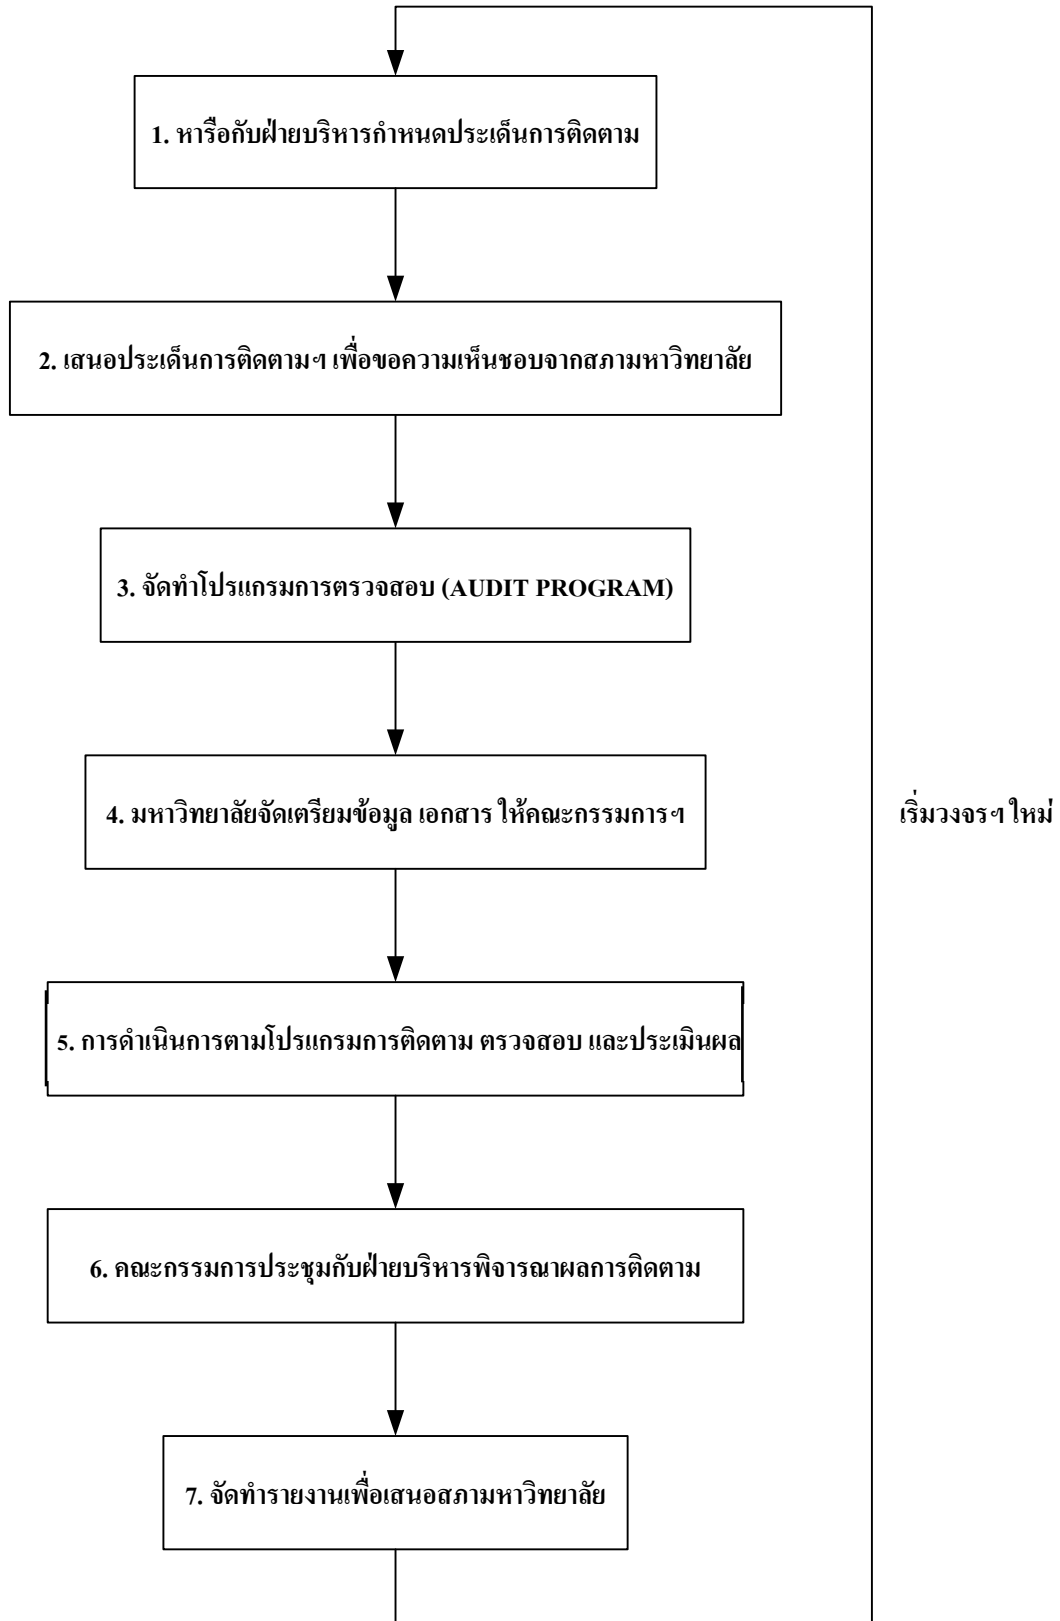 1. หารือกับฝ่ายบริหารกำหนดประเด็นการติดตาม
2. เสนอประเด็นการติดตามฯ เพื่อขอความเห็นชอบจากสภามหาวิทยาลัย
3. จัดทำโปรแกรมการตรวจสอบ (AUDIT PROGRAM)
4. มหาวิทยาลัยจัดเตรียมข้อมูล เอกสาร ให้คณะกรรมการฯ
เริ่มวงจรฯ ใหม่
5. การดำเนินการตามโปรแกรมการติดตาม ตรวจสอบ และประเมินผล
6. คณะกรรมการประชุมกับฝ่ายบริหารพิจารณาผลการติดตาม
7. จัดทำรายงานเพื่อเสนอสภามหาวิทยาลัย